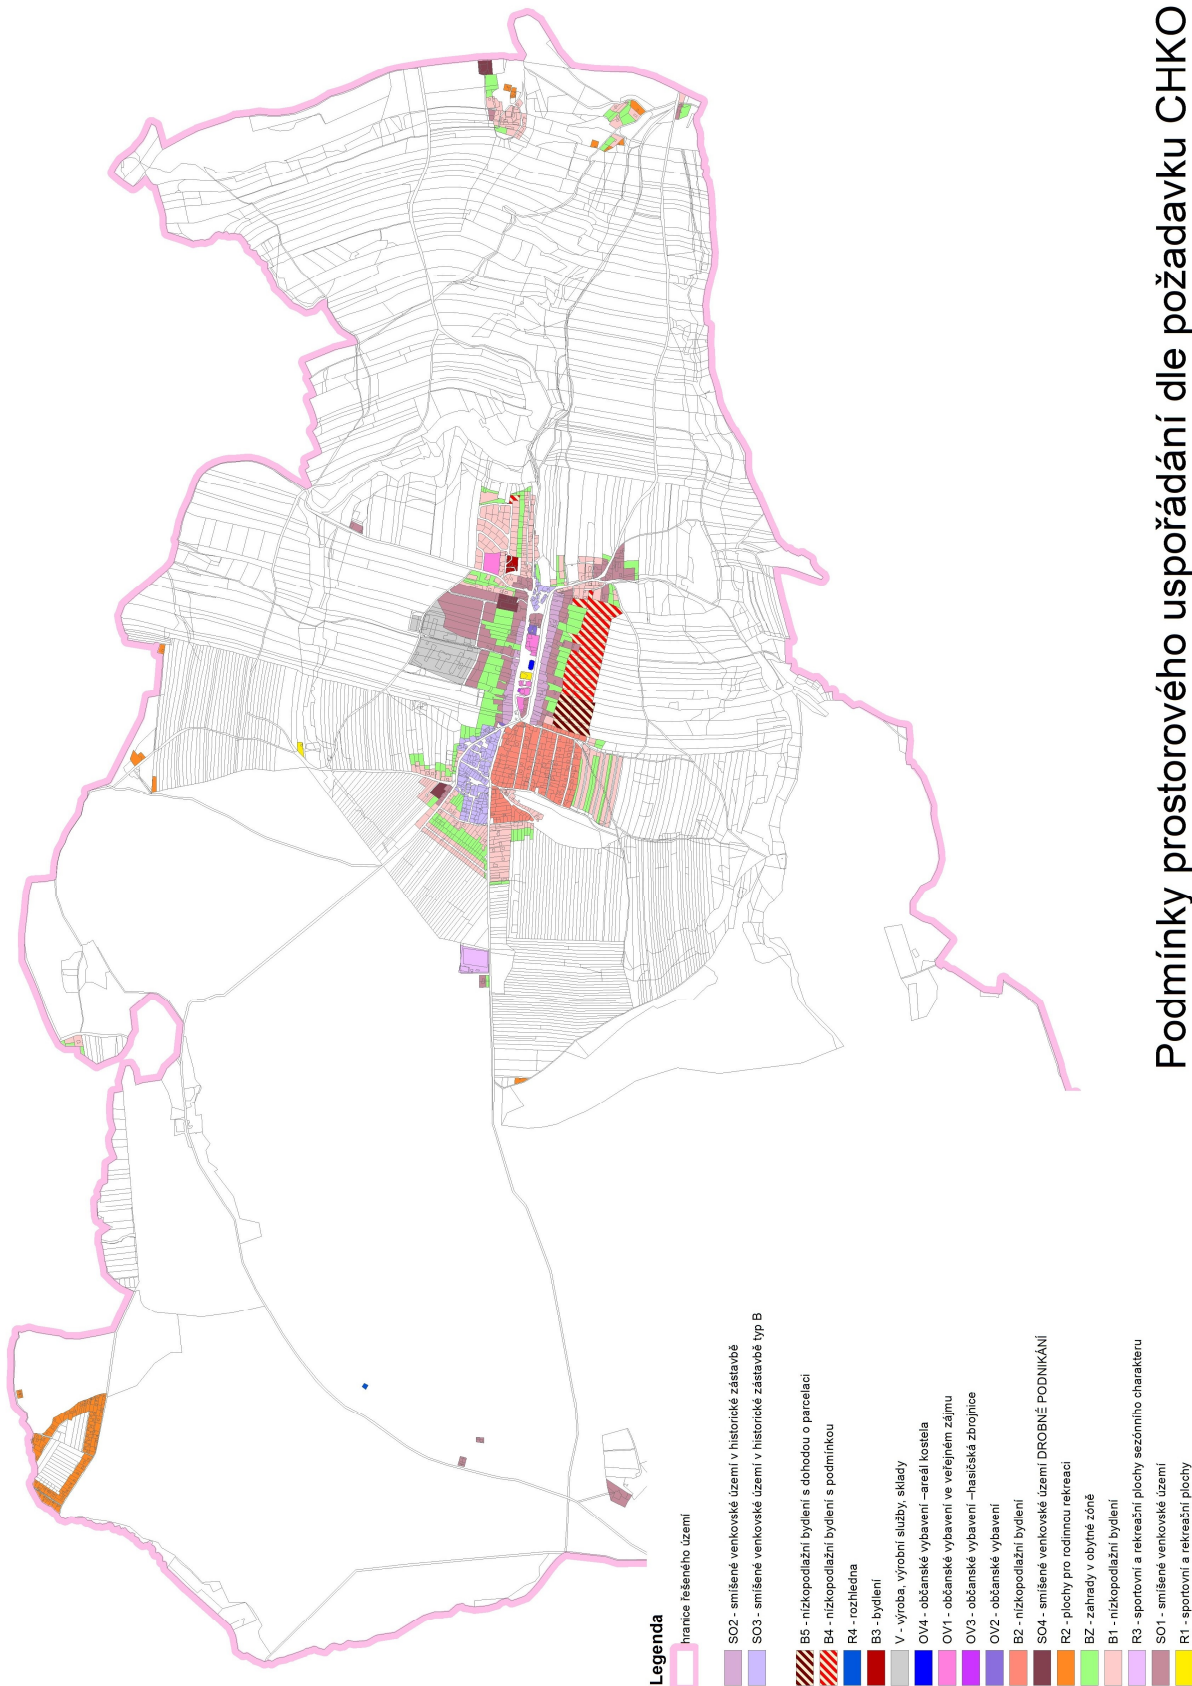 Podmínky prostorového uspořádání dle požadavku CHKO
Legenda
hranice řešeného území
SO2 - smíšené venkovské území v historické zástavbě
SO3 - smíšené venkovské území v historické zástavbě typ B
B5 - nízkopodlažní bydlení s dohodou o parcelaci
B4 - nízkopodlažní bydlení s podmínkou
R4 - rozhledna
B3 - bydlení
V - výroba, výrobní služby, sklady
OV4 - občanské vybavení –areál kostela
OV1 - občanské vybavení ve veřejném zájmu
OV3 - občanské vybavení –hasičská zbrojnice
OV2 - občanské vybavení
B2 - nízkopodlažní bydlení
SO4 - smíšené venkovské území DROBNÉ PODNIKÁNÍ
R2 - plochy pro rodinnou rekreaci
BZ - zahrady v obytné zóně
B1 - nízkopodlažní bydlení
R3 - sportovní a rekreační plochy sezónního charakteru
SO1 - smíšené venkovské území
R1 - sportovní a rekreační plochy